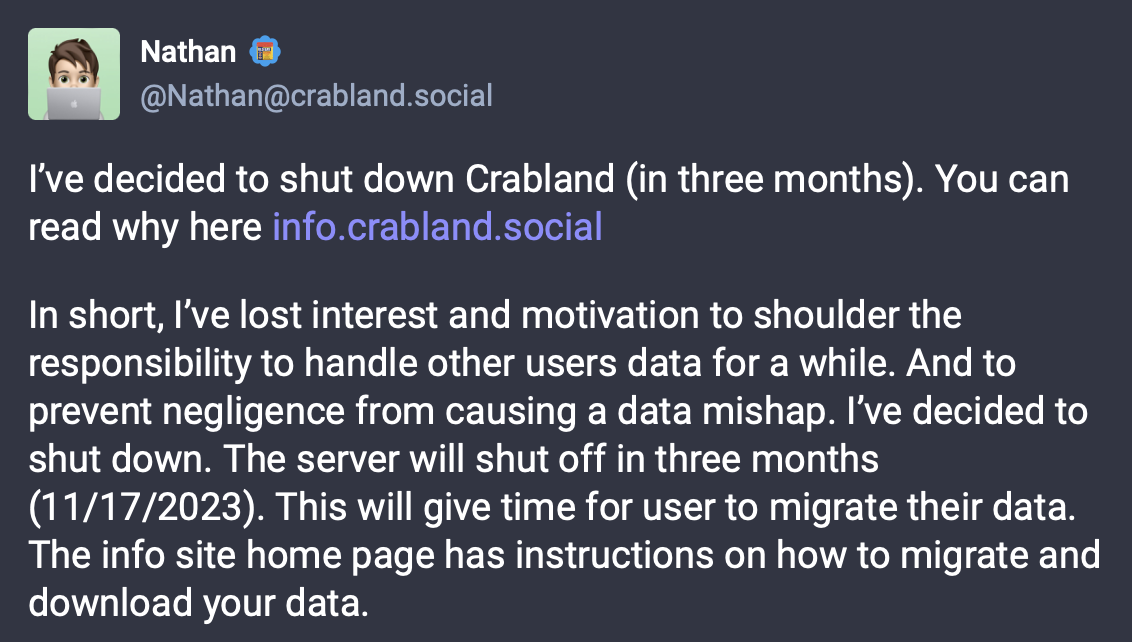 Nathan
@Nathan@crabland.social
I’ve decided to shut down Crabland (in three months). You can
read why here info.crabland.social
In short, I’ve lost interest and motivation to shoulder the
responsibility to handle other users data for a while. And to
prevent negligence from causing a data mishap. I’ve decided to
shut down. The server will shut off in three months
(11/17/2023). This will give time for user to migrate their data.
The info site home page has instructions on how to migrate and
download your data.